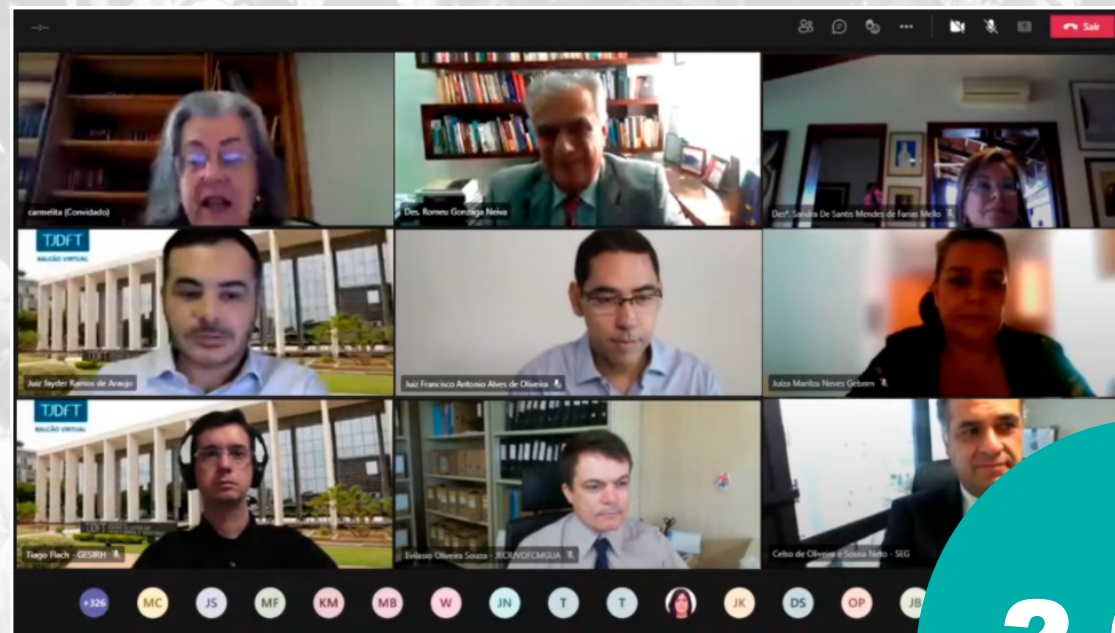 Sair
carmelita (Convidado)
Des. Romeu Gonzaga Neiva
Desª. Sandra De Santis Mendes de Farias Mello
TJDFT
BALCÃO VIRTUAL
Juiz Jayder Ramos de Araujo
Juiz Francisco Antonio Alves de Oliveira
Juíza Marilza Neves Gebrim
TJDFT
BALCÃO VIRTUAL
Tiago Flach - GESIRH
Evilasio Oliveira Souza - JECRJVDFCMGUA
Celso de Oliveira e Sousa Neto - SEG
+326
MC
JS
MF
KM
MB
W
JN
T
T
JK
DS
OP
JB